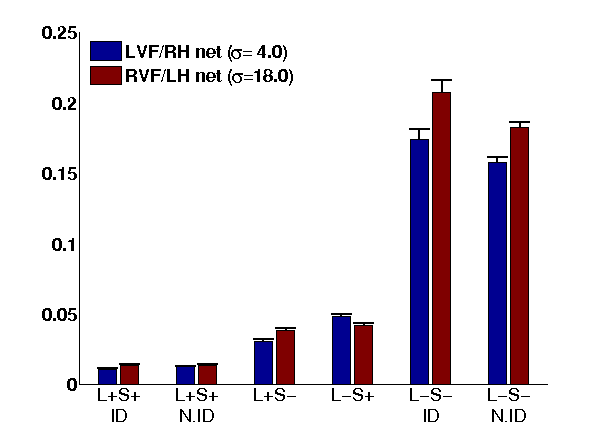 0.25
LVF/RH net (σ= 4.0)
RVF/LH net (σ=18.0)
0.2
0.15
0.1
0.05
0
L+S+ L+S+ L+S− L−S+ L−S− L−S−
ID N.ID ID N.ID